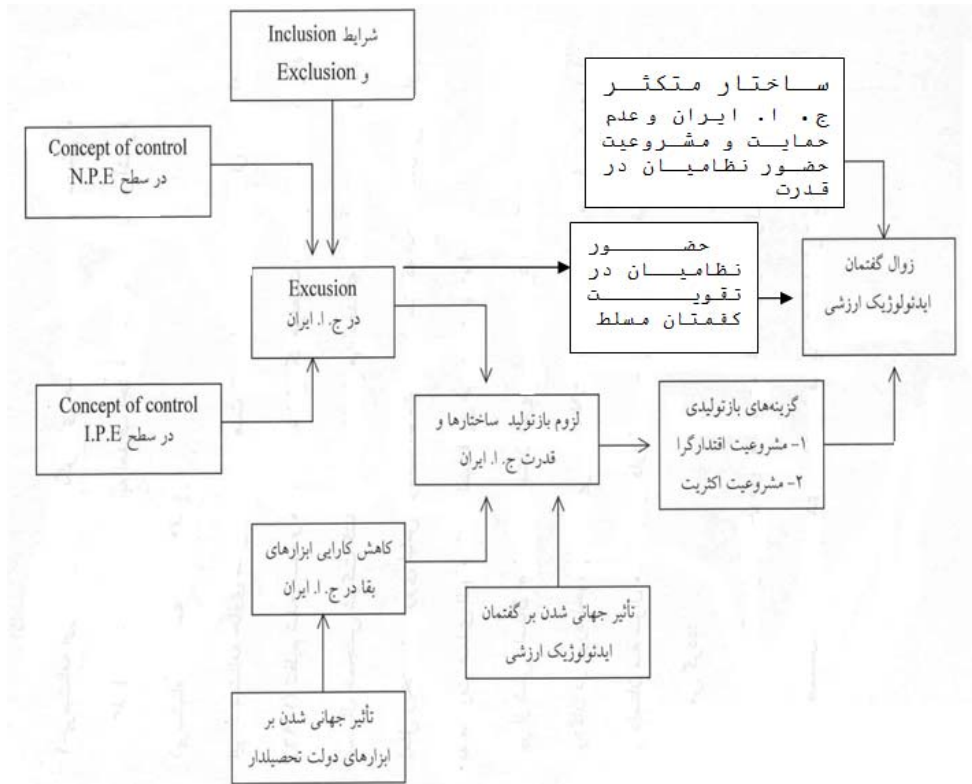 شرایط Inclusion
و Exclusion
ساختار متکثر
ج. ا. ایران وعدم
حمایت و مشروعیت
حضور نظامیان در
قدرت
Concept of control
در سطح N.P.E
زوال گفتمان
ایدئولوژیک ارزشی
حضور
نظامیان در
تقویت
کفمتان مسلط
Excusion
در ج. ا. ایران
Concept of control
در سطح I.P.E
لزوم بازتولید ساختارها و
قدرت ج. ا. ایران
گزینه‌های بازتولیدی
۱- مشروعیت اقتدارگرا
۲- مشروعیت اکثریت
کاهش کارایی ابزارهای
بقا در ج. ا. ایران
تأثیر جهانی شدن بر گفتمان
ایدئولوژیک ارزشی
تأثیر جهانی شدن بر
ابزارهای دولت تحصیلدار